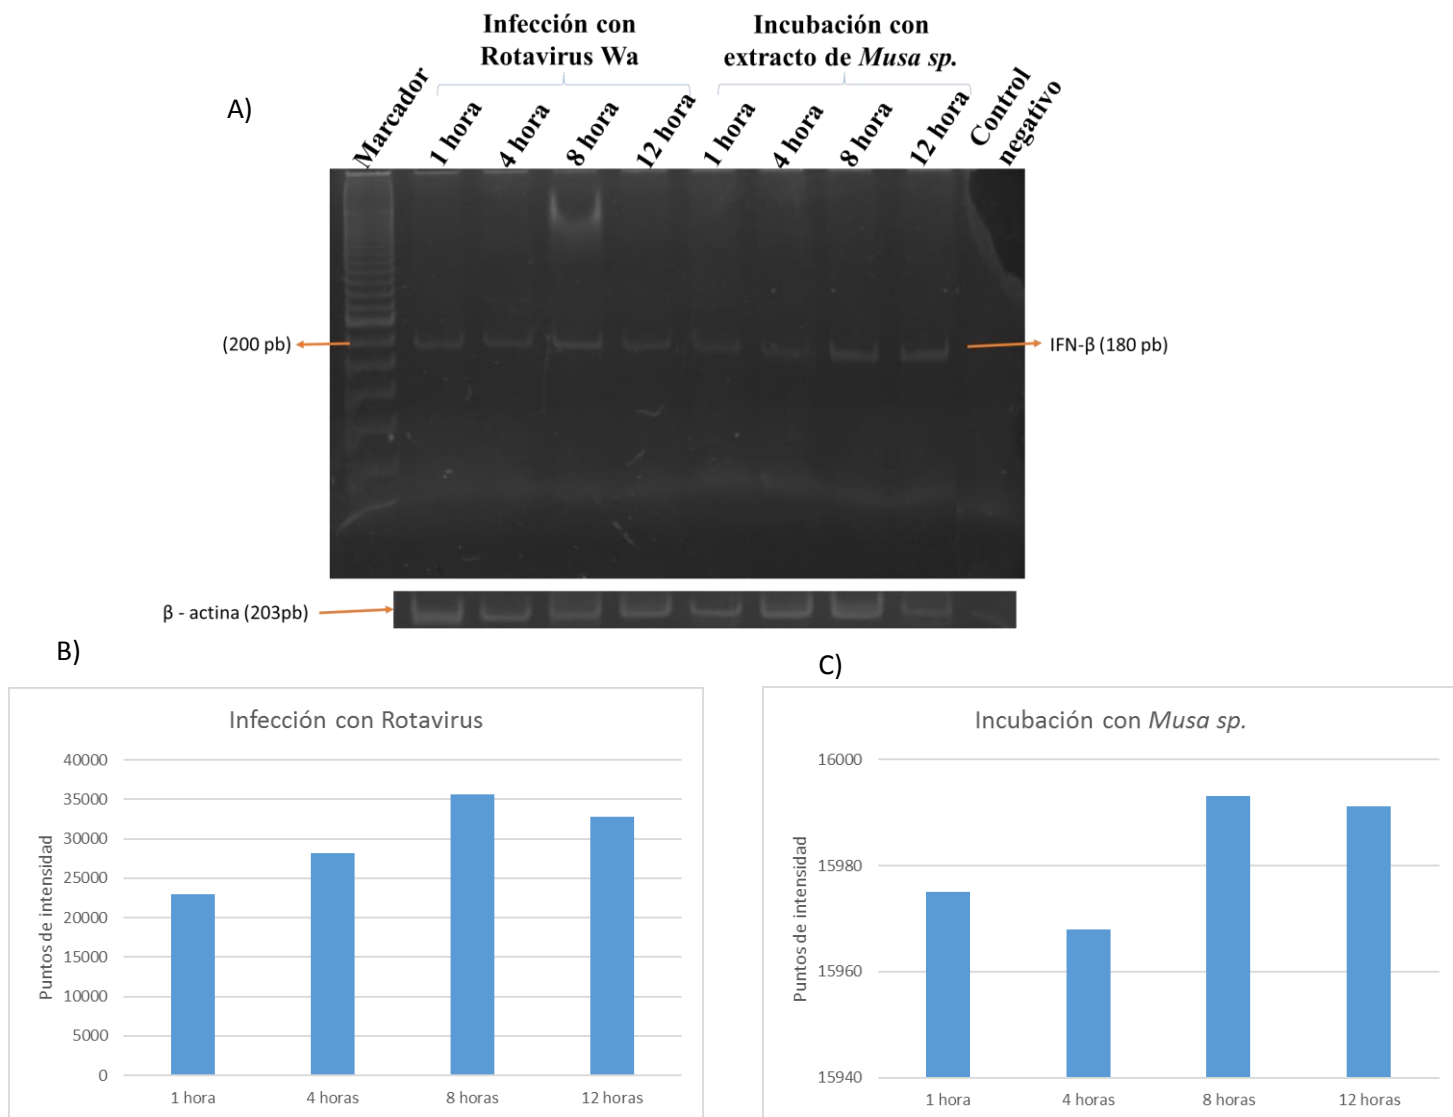 Infección con
Rotavirus Wa
Incubación con
extracto de Musa sp.
A)
Marcador
1 hora
4 hora
8 hora
12 hora
1 hora
4 hora
8 hora
12 hora
Control
negativo
(200 pb)
IFN-β (180 pb)
β - actina (203pb)
B)
Infección con Rotavirus
Puntos de intensidad
40000
35000
30000
25000
20000
15000
10000
5000
0
1 hora
4 horas
8 horas
12 horas
C)
Incubación con Musa sp.
Puntos de intensidad
16000
15980
15960
15940
1 hora
4 horas
8 horas
12 horas